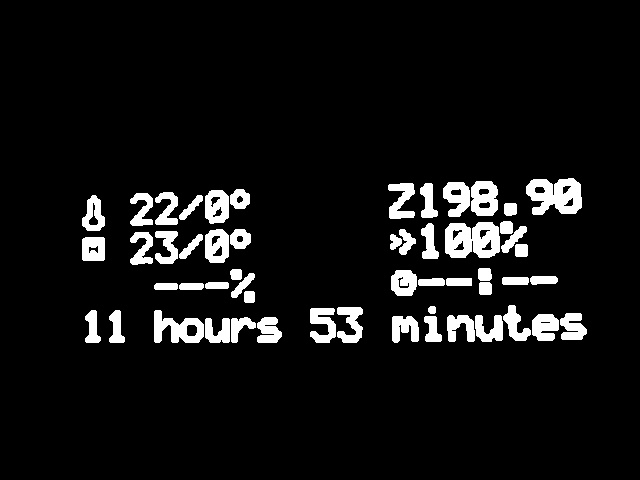 22/0° Z198.90
23/0° »100%
---% --:--
11 hours 53 minutes